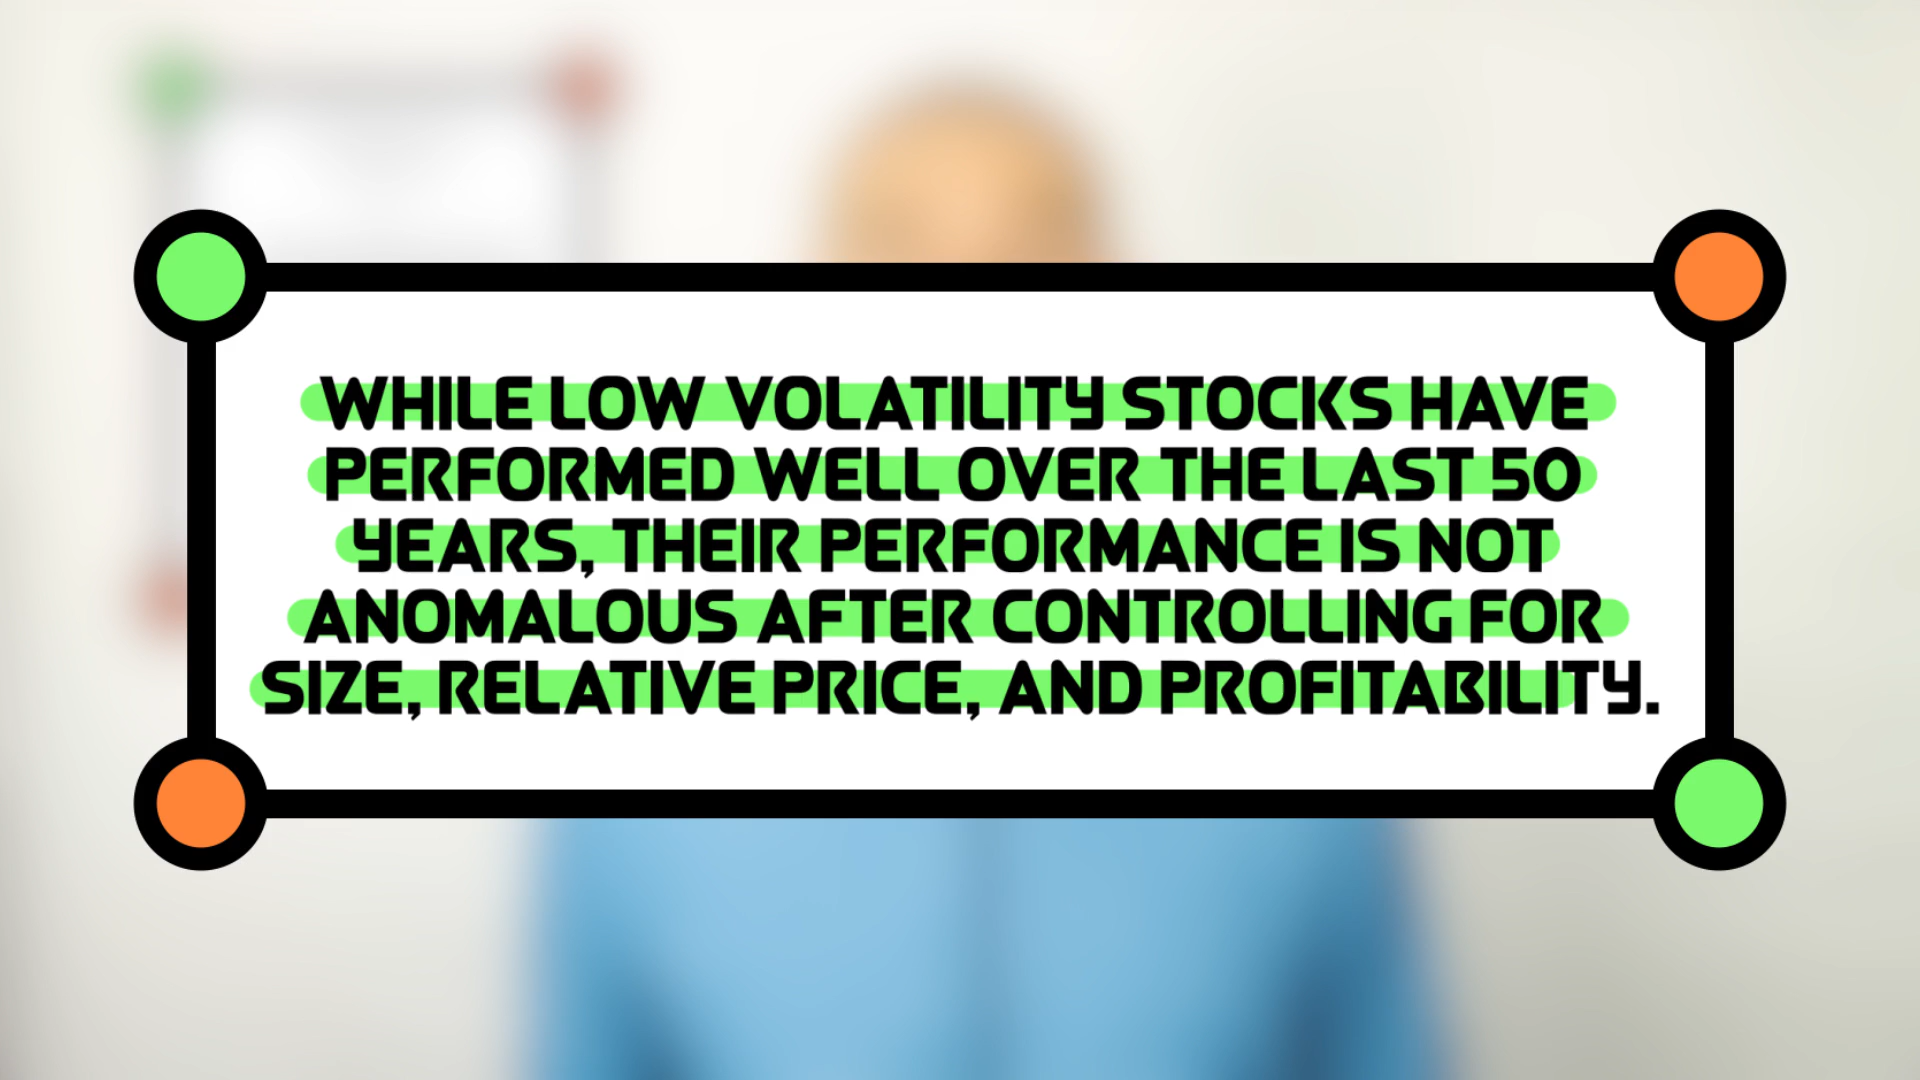 WHILE LOW VOLATILITY STOCKS HAVE
PERFORMED WELL OVER THE LAST 50
YEARS, THEIR PERFORMANCE IS NOT
ANOMALOUS AFTER CONTROLLING FOR
SIZE, RELATIVE PRICE, AND PROFITABILITY.